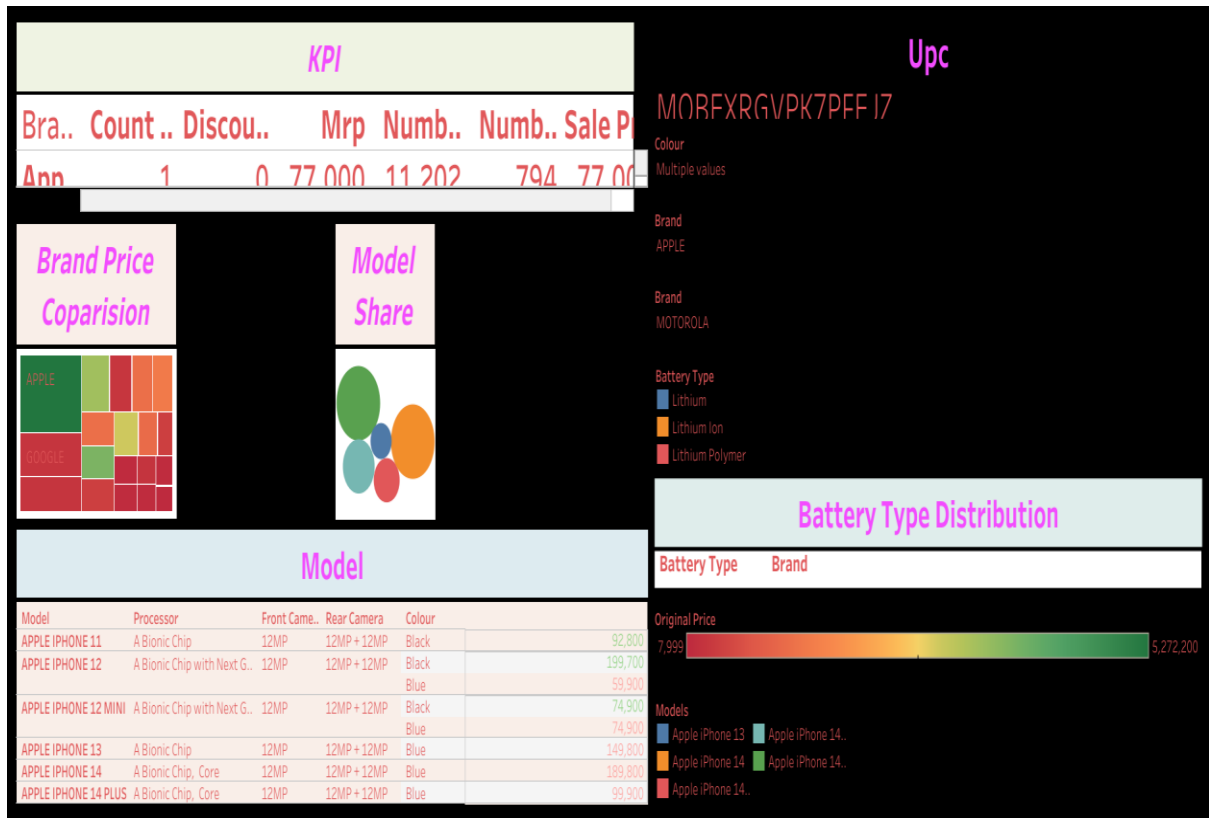 KPI
Bra.. Count .. Discou.. Mrp Numb.. Numb.. Sale Pr
App 1 0 77,000 11,202 794 77,00
Brand Price
Coparision
Model
Share
APPLE
GOOGLE
Model
Model Processor Front Came.. Rear Camera Colour
APPLE IPHONE 11 A Bionic Chip 12MP 12MP + 12MP Black 92,800
APPLE IPHONE 12 A Bionic Chip with Next G.. 12MP 12MP + 12MP Black 199,700
Blue 59,900
APPLE IPHONE 12 MINI A Bionic Chip with Next G.. 12MP 12MP + 12MP Black 74,900
Blue 74,900
APPLE IPHONE 13 A Bionic Chip 12MP 12MP + 12MP Blue 149,800
APPLE IPHONE 14 A Bionic Chip, Core 12MP 12MP + 12MP Blue 189,800
APPLE IPHONE 14 PLUS A Bionic Chip, Core 12MP 12MP + 12MP Blue 99,900
Upc
Colour
Multiple values
Brand
APPLE
Brand
MOTOROLA
Battery Type
Lithium
Lithium Ion
Lithium Polymer
Battery Type Distribution
Battery Type Brand
Original Price
7,999 5,272,200
Models
Apple iPhone 13 Apple iPhone 14..
Apple iPhone 14 Apple iPhone 14..
Apple iPhone 14..